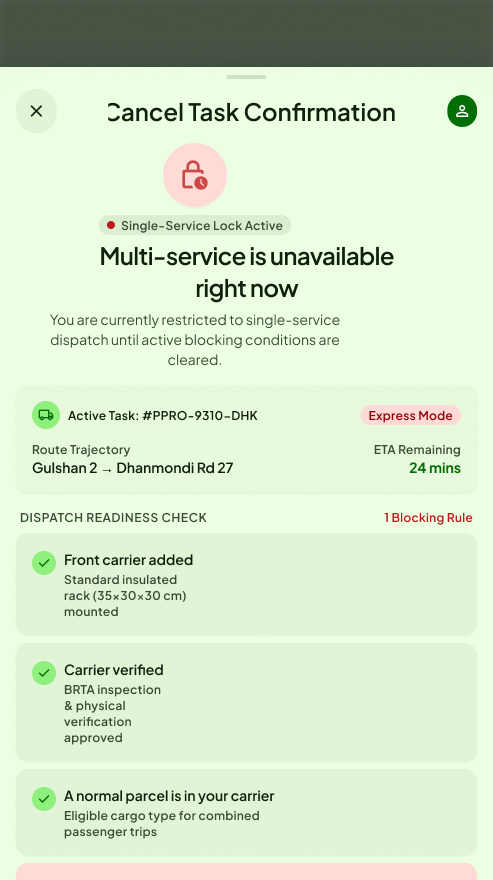 Cancel Task Confirmation
Single-Service Lock Active
Multi-service is unavailable
right now
You are currently restricted to single-service
dispatch until active blocking conditions are
cleared.
Active Task: #PPRO-9310-DHK
Express Mode
Route Trajectory
ETA Remaining
Gulshan 2 → Dhanmondi Rd 27
24 mins
DISPATCH READINESS CHECK
1 Blocking Rule
Front carrier added
Standard insulated
rack (35×30×30 cm)
mounted
Carrier verified
BRTA inspection
& physical
verification
approved
A normal parcel is in your carrier
Eligible cargo type for combined
passenger trips